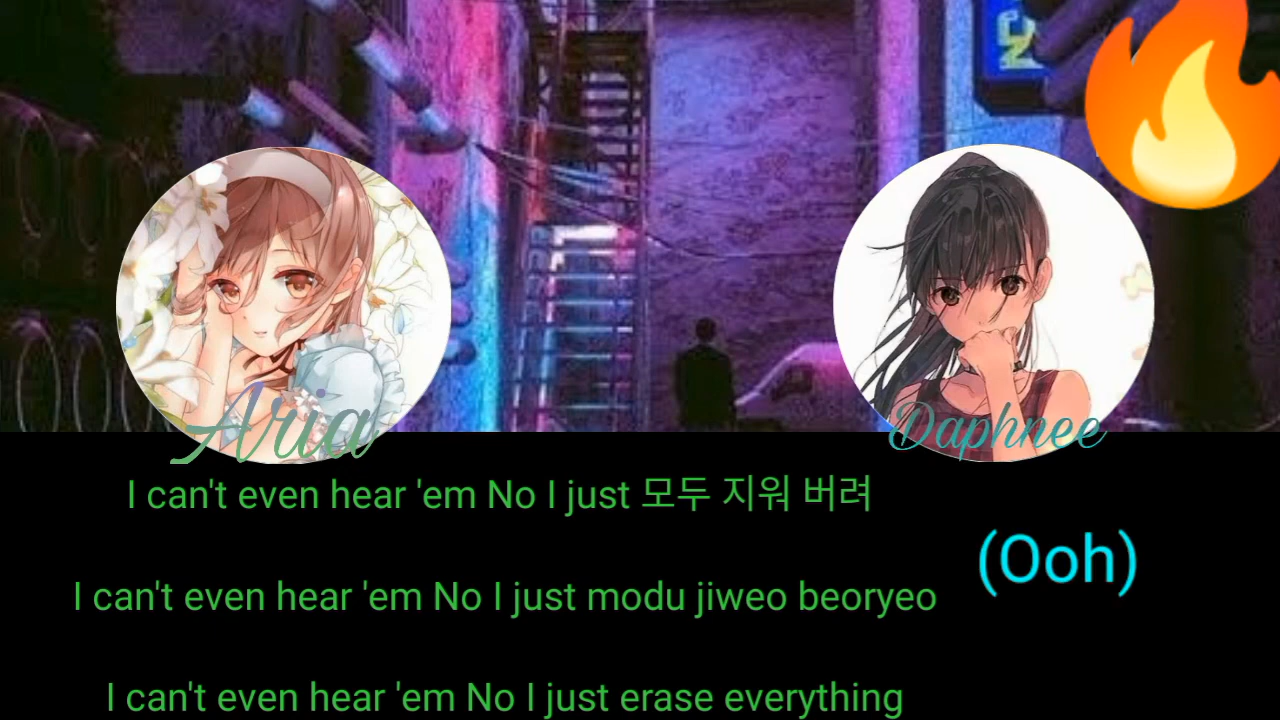 Aria
Daphnee
I can't even hear 'em No I just 모두 지워 버려
(Ooh)
I can't even hear 'em No I just modu jiweo beoryeo
I can't even hear 'em No I just erase everything